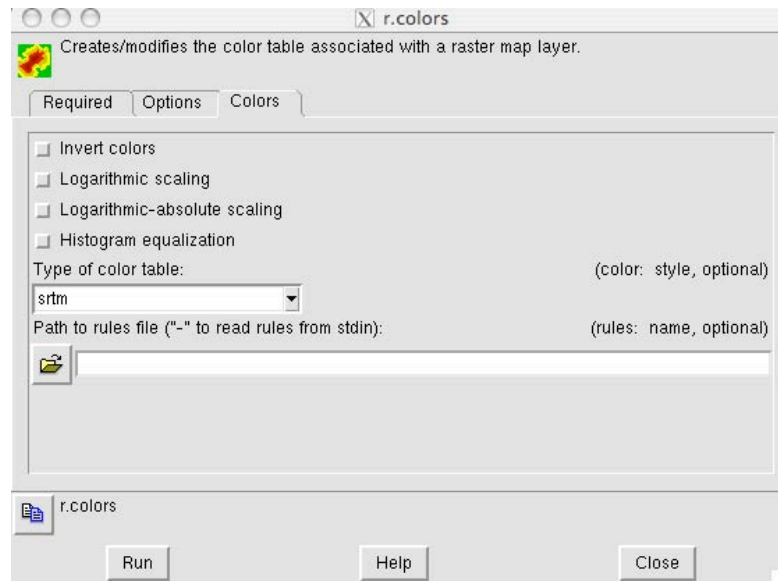 r.colors
Creates/modifies the color table associated with a raster map layer.
Required Options Colors
Invert colors
Logarithmic scaling
Logarithmic-absolute scaling
Histogram equalization
Type of color table: (color: style, optional)
srtm
Path to rules file ("-" to read rules from stdin): (rules: name, optional)
r.colors
Run Help Close